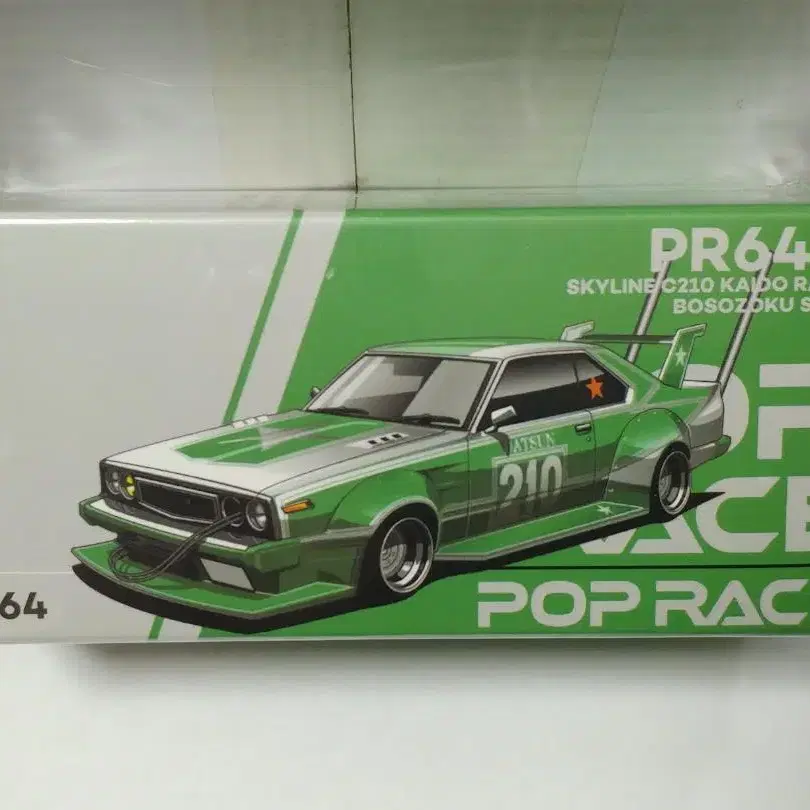 PR64
SKYLINE C210 KAIDO RA
BOSOZOKU S
ATSUN
210
64
POP RAC